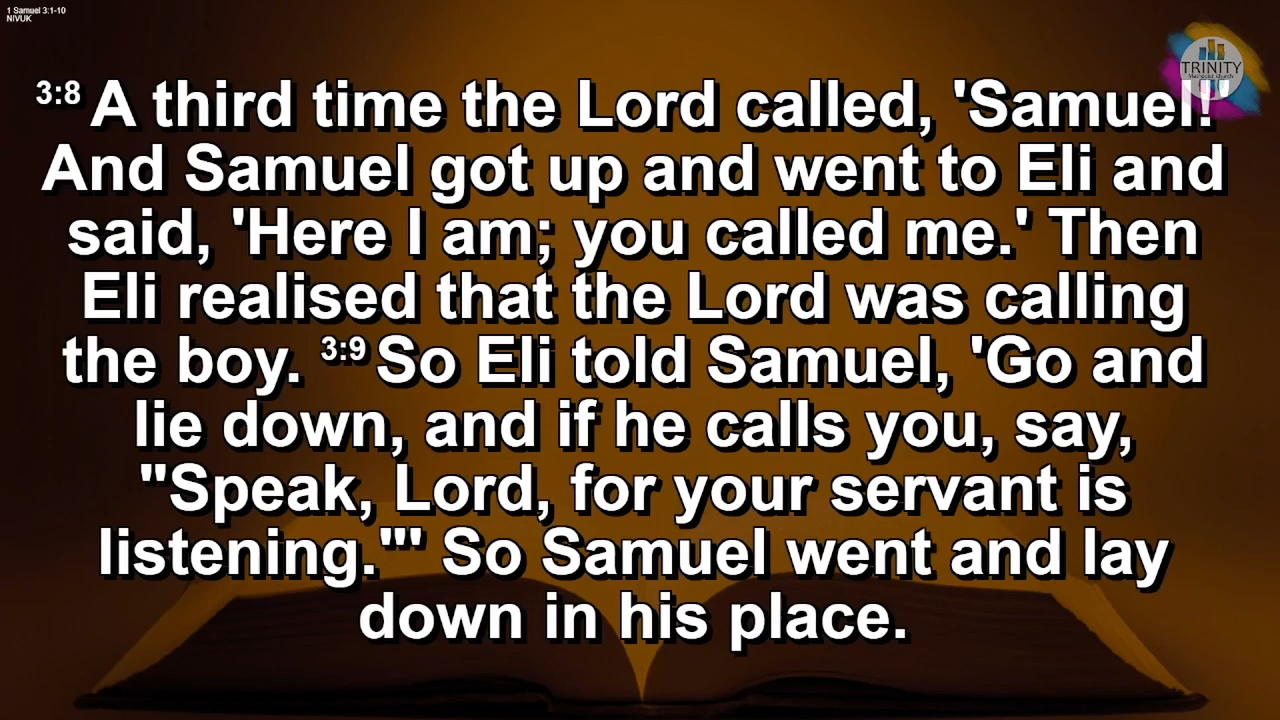 1 Samuel 3:1-10
NIVUK
TRINITY
Methodist church
3:8 A third time the Lord called, 'Samuel!'
And Samuel got up and went to Eli and
said, 'Here I am; you called me.' Then
Eli realised that the Lord was calling
the boy. 3:9 So Eli told Samuel, 'Go and
lie down, and if he calls you, say,
"Speak, Lord, for your servant is
listening."' So Samuel went and lay
down in his place.